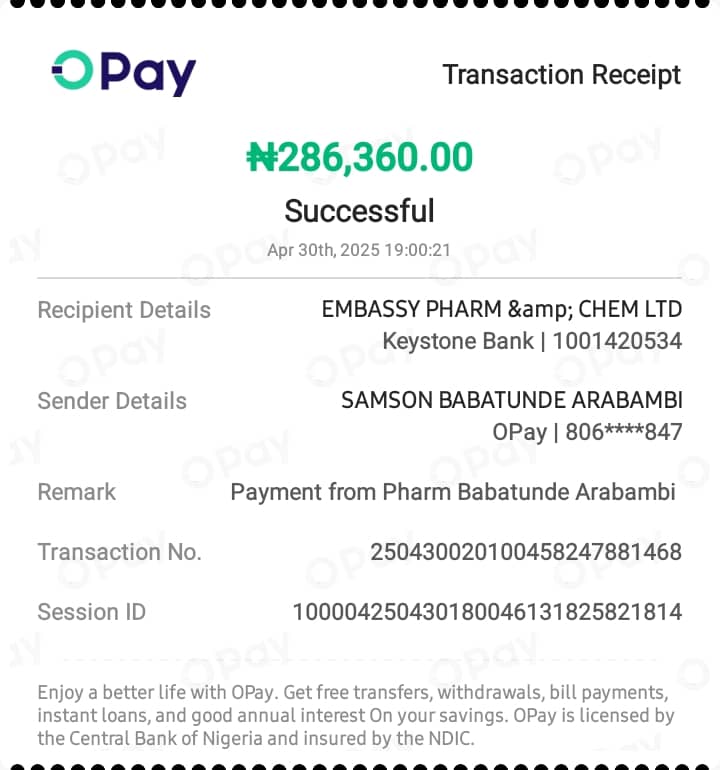 OPay
Transaction Receipt
₦286,360.00
Successful
Apr 30th, 2025 19:00:21
Recipient Details
EMBASSY PHARM &amp; CHEM LTD
Keystone Bank | 1001420534
Sender Details
SAMSON BABATUNDE ARABAMBI
OPay | 806****847
Remark
Payment from Pharm Babatunde Arabambi
Transaction No.
250430020100458247881468
Session ID
100004250430180046131825821814
Enjoy a better life with OPay. Get free transfers, withdrawals, bill payments,
instant loans, and good annual interest On your savings. OPay is licensed by
the Central Bank of Nigeria and insured by the NDIC.